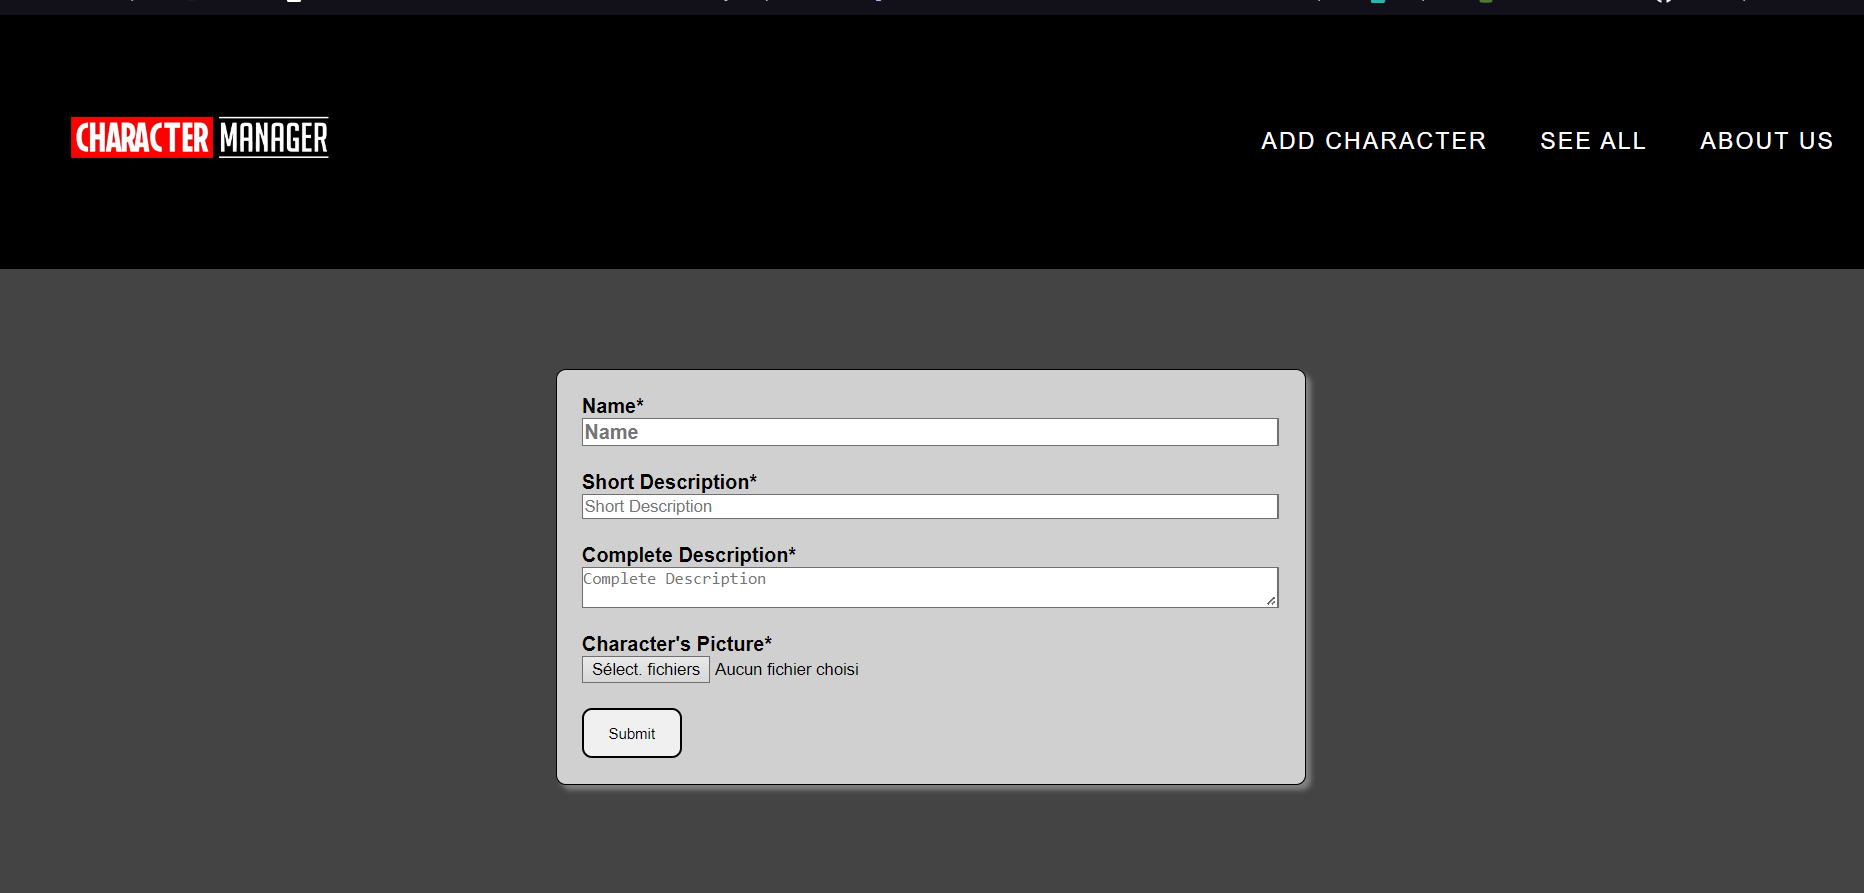 CHARACTER MANAGER
ADD CHARACTER SEE ALL ABOUT US
Name*
Name
Short Description*
Short Description
Complete Description*
Complete Description
Character's Picture*
Sélect. fichiers Aucun fichier choisi
Submit